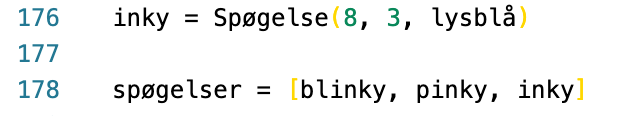 176 inky = Spøgelse(8, 3, lysblå)
177
178 spøgelser = [blinky, pinky, inky]